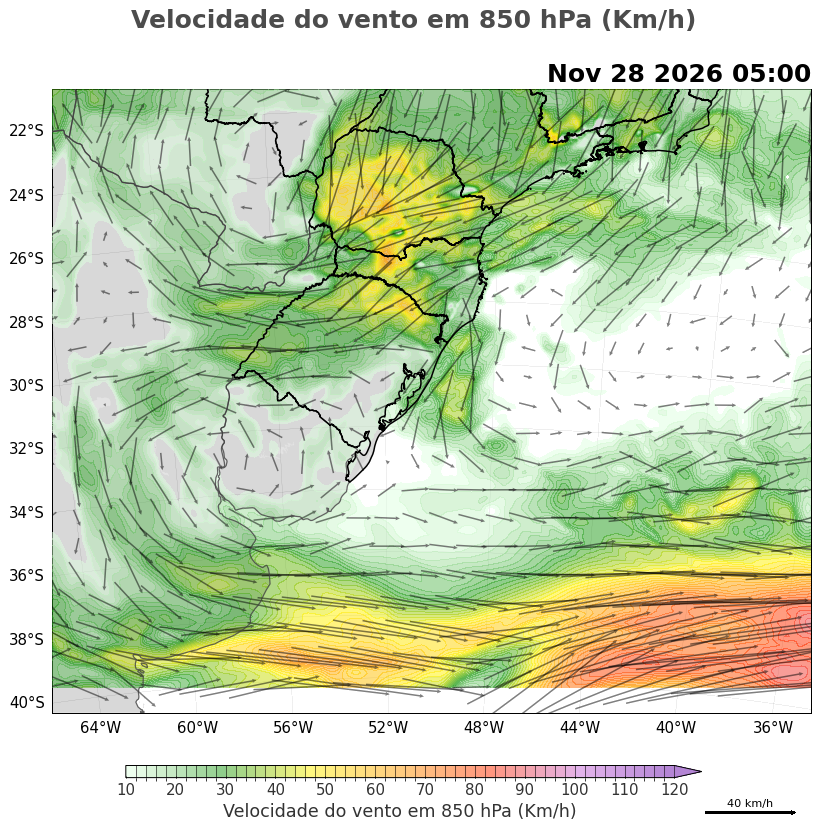 Velocidade do vento em 850 hPa (Km/h)
Nov 28 2026 05:00
22°S
24°S
26°S
28°S
30°S
32°S
34°S
36°S
38°S
40°S
64°W 60°W 56°W 52°W 48°W 44°W 40°W 36°W
10 20 30 40 50 60 70 80 90 100 110 120
Velocidade do vento em 850 hPa (Km/h)
40 km/h